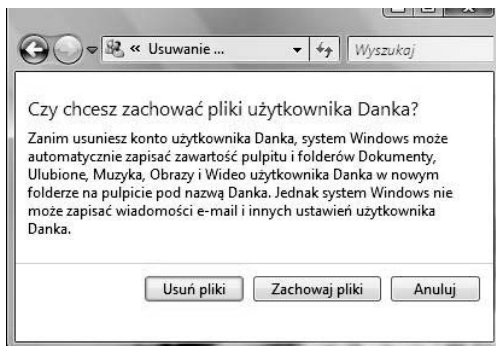 « Usuwanie ...
Wyszukaj
Czy chcesz zachować pliki użytkownika Danka?
Zanim usuniesz konto użytkownika Danka, system Windows może
automatycznie zapisać zawartość pulpitu i folderów Dokumenty,
Ulubione, Muzyka, Obrazy i Wideo użytkownika Danka w nowym
folderze na pulpicie pod nazwą Danka. Jednak system Windows nie
może zapisać wiadomości e-mail i innych ustawień użytkownika
Danka.
Usuń pliki Zachowaj pliki Anuluj